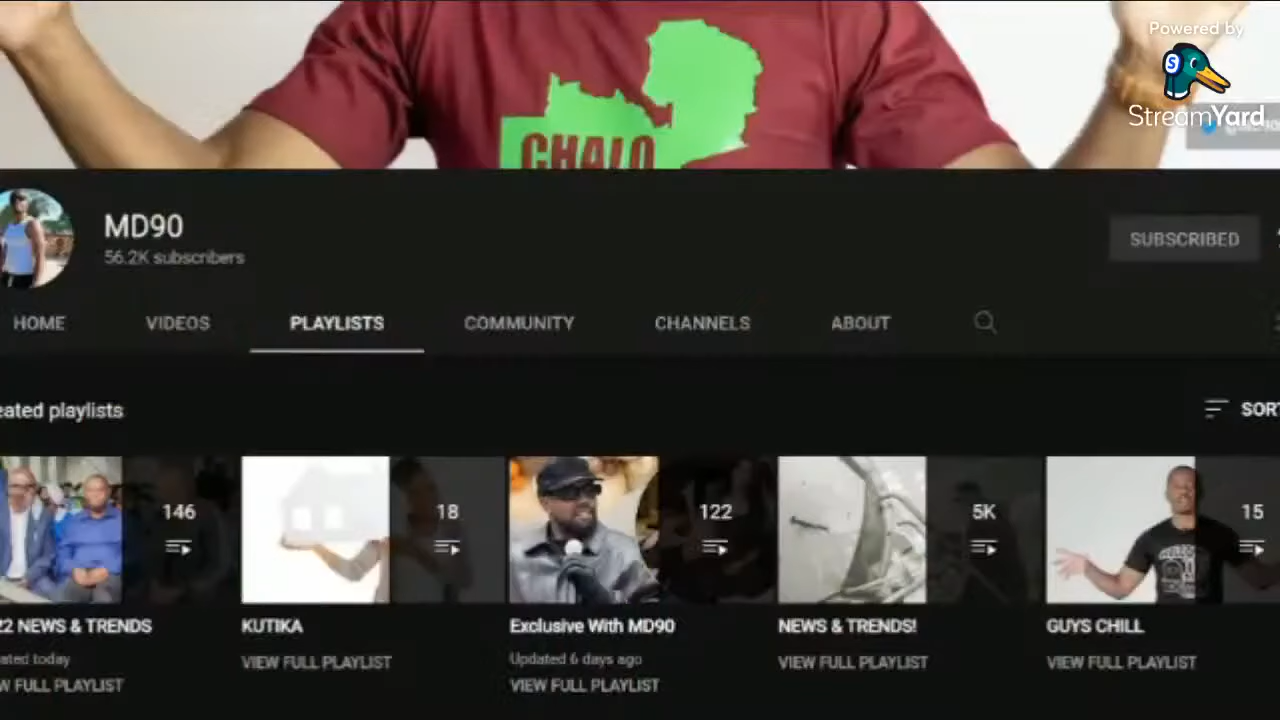 Powered by
StreamYard
CHALO
MD90
56.2K subscribers
SUBSCRIBED
HOME
VIDEOS
PLAYLISTS
COMMUNITY
CHANNELS
ABOUT
eated playlists
SORT
146
18
122
5K
15
22 NEWS & TRENDS
KUTIKA
Exclusive With MD90
NEWS & TRENDS!
GUYS CHILL
ated today
VIEW FULL PLAYLIST
Updated 6 days ago
VIEW FULL PLAYLIST
VIEW FULL PLAYLIST
W FULL PLAYLIST
VIEW FULL PLAYLIST